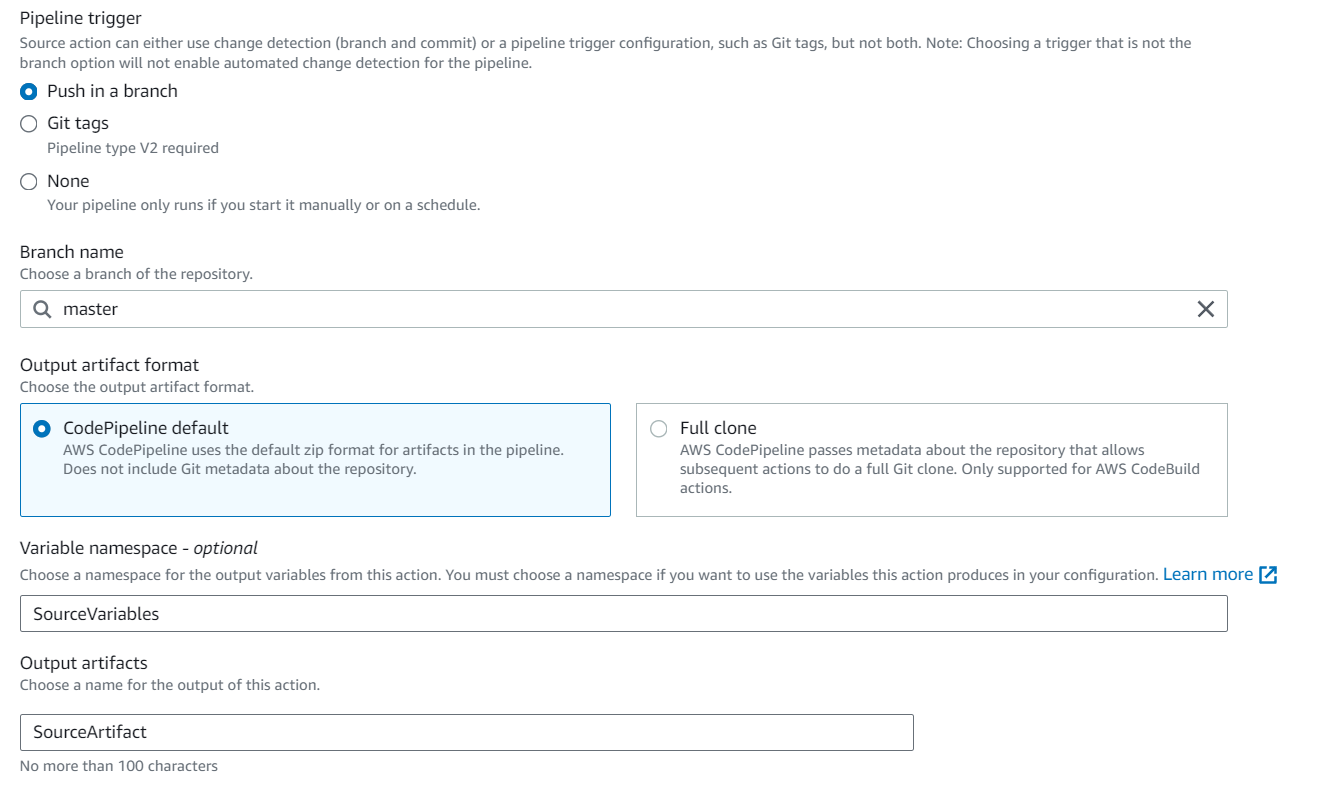 Pipeline trigger
Source action can either use change detection (branch and commit) or a pipeline trigger configuration, such as Git tags, but not both. Note: Choosing a trigger that is not the
branch option will not enable automated change detection for the pipeline.
Push in a branch
Git tags
Pipeline type V2 required
None
Your pipeline only runs if you start it manually or on a schedule.
Branch name
Choose a branch of the repository.
master
Output artifact format
Choose the output artifact format.
CodePipeline default
AWS CodePipeline uses the default zip format for artifacts in the pipeline.
Does not include Git metadata about the repository.
Full clone
AWS CodePipeline passes metadata about the repository that allows
subsequent actions to do a full Git clone. Only supported for AWS CodeBuild
actions.
Variable namespace - optional
Choose a namespace for the output variables from this action. You must choose a namespace if you want to use the variables this action produces in your configuration. Learn more
SourceVariables
Output artifacts
Choose a name for the output of this action.
SourceArtifact
No more than 100 characters